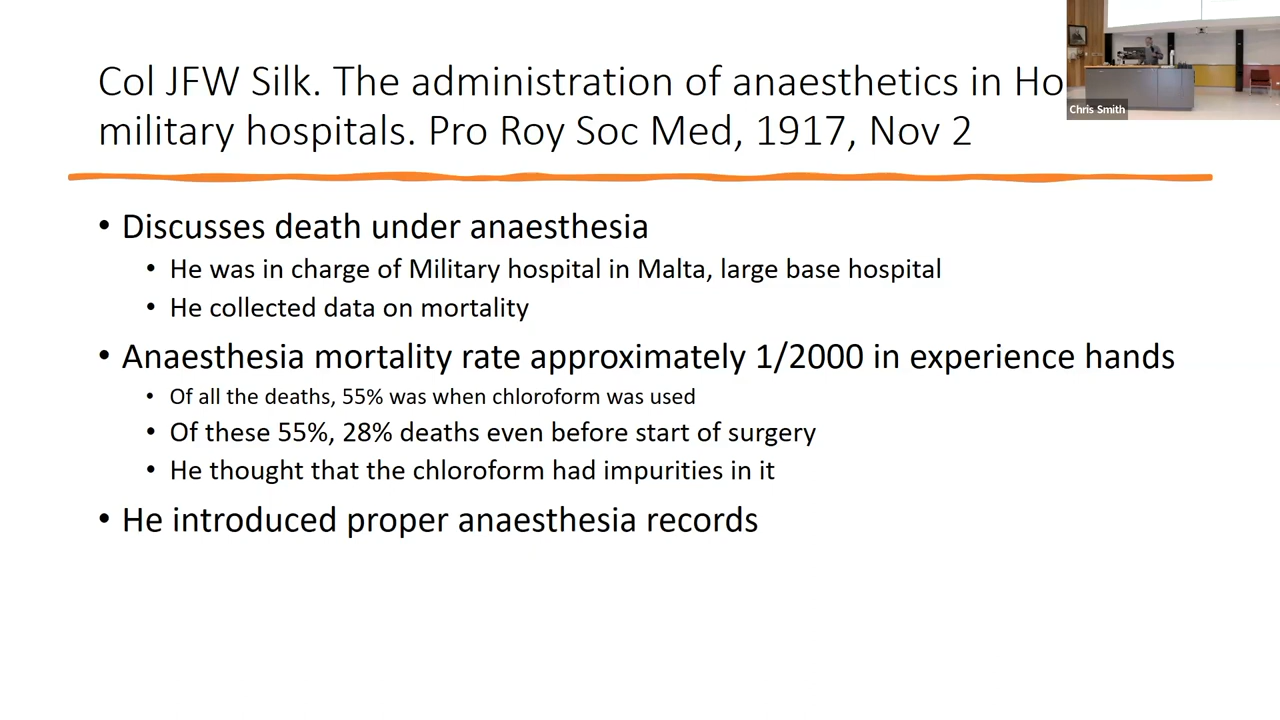 Col JFW Silk. The administration of anaesthetics in Ho
military hospitals. Pro Roy Soc Med, 1917, Nov 2
Chris Smith
• Discusses death under anaesthesia
• He was in charge of Military hospital in Malta, large base hospital
• He collected data on mortality
• Anaesthesia mortality rate approximately 1/2000 in experience hands
• Of all the deaths, 55% was when chloroform was used
• Of these 55%, 28% deaths even before start of surgery
• He thought that the chloroform had impurities in it
• He introduced proper anaesthesia records